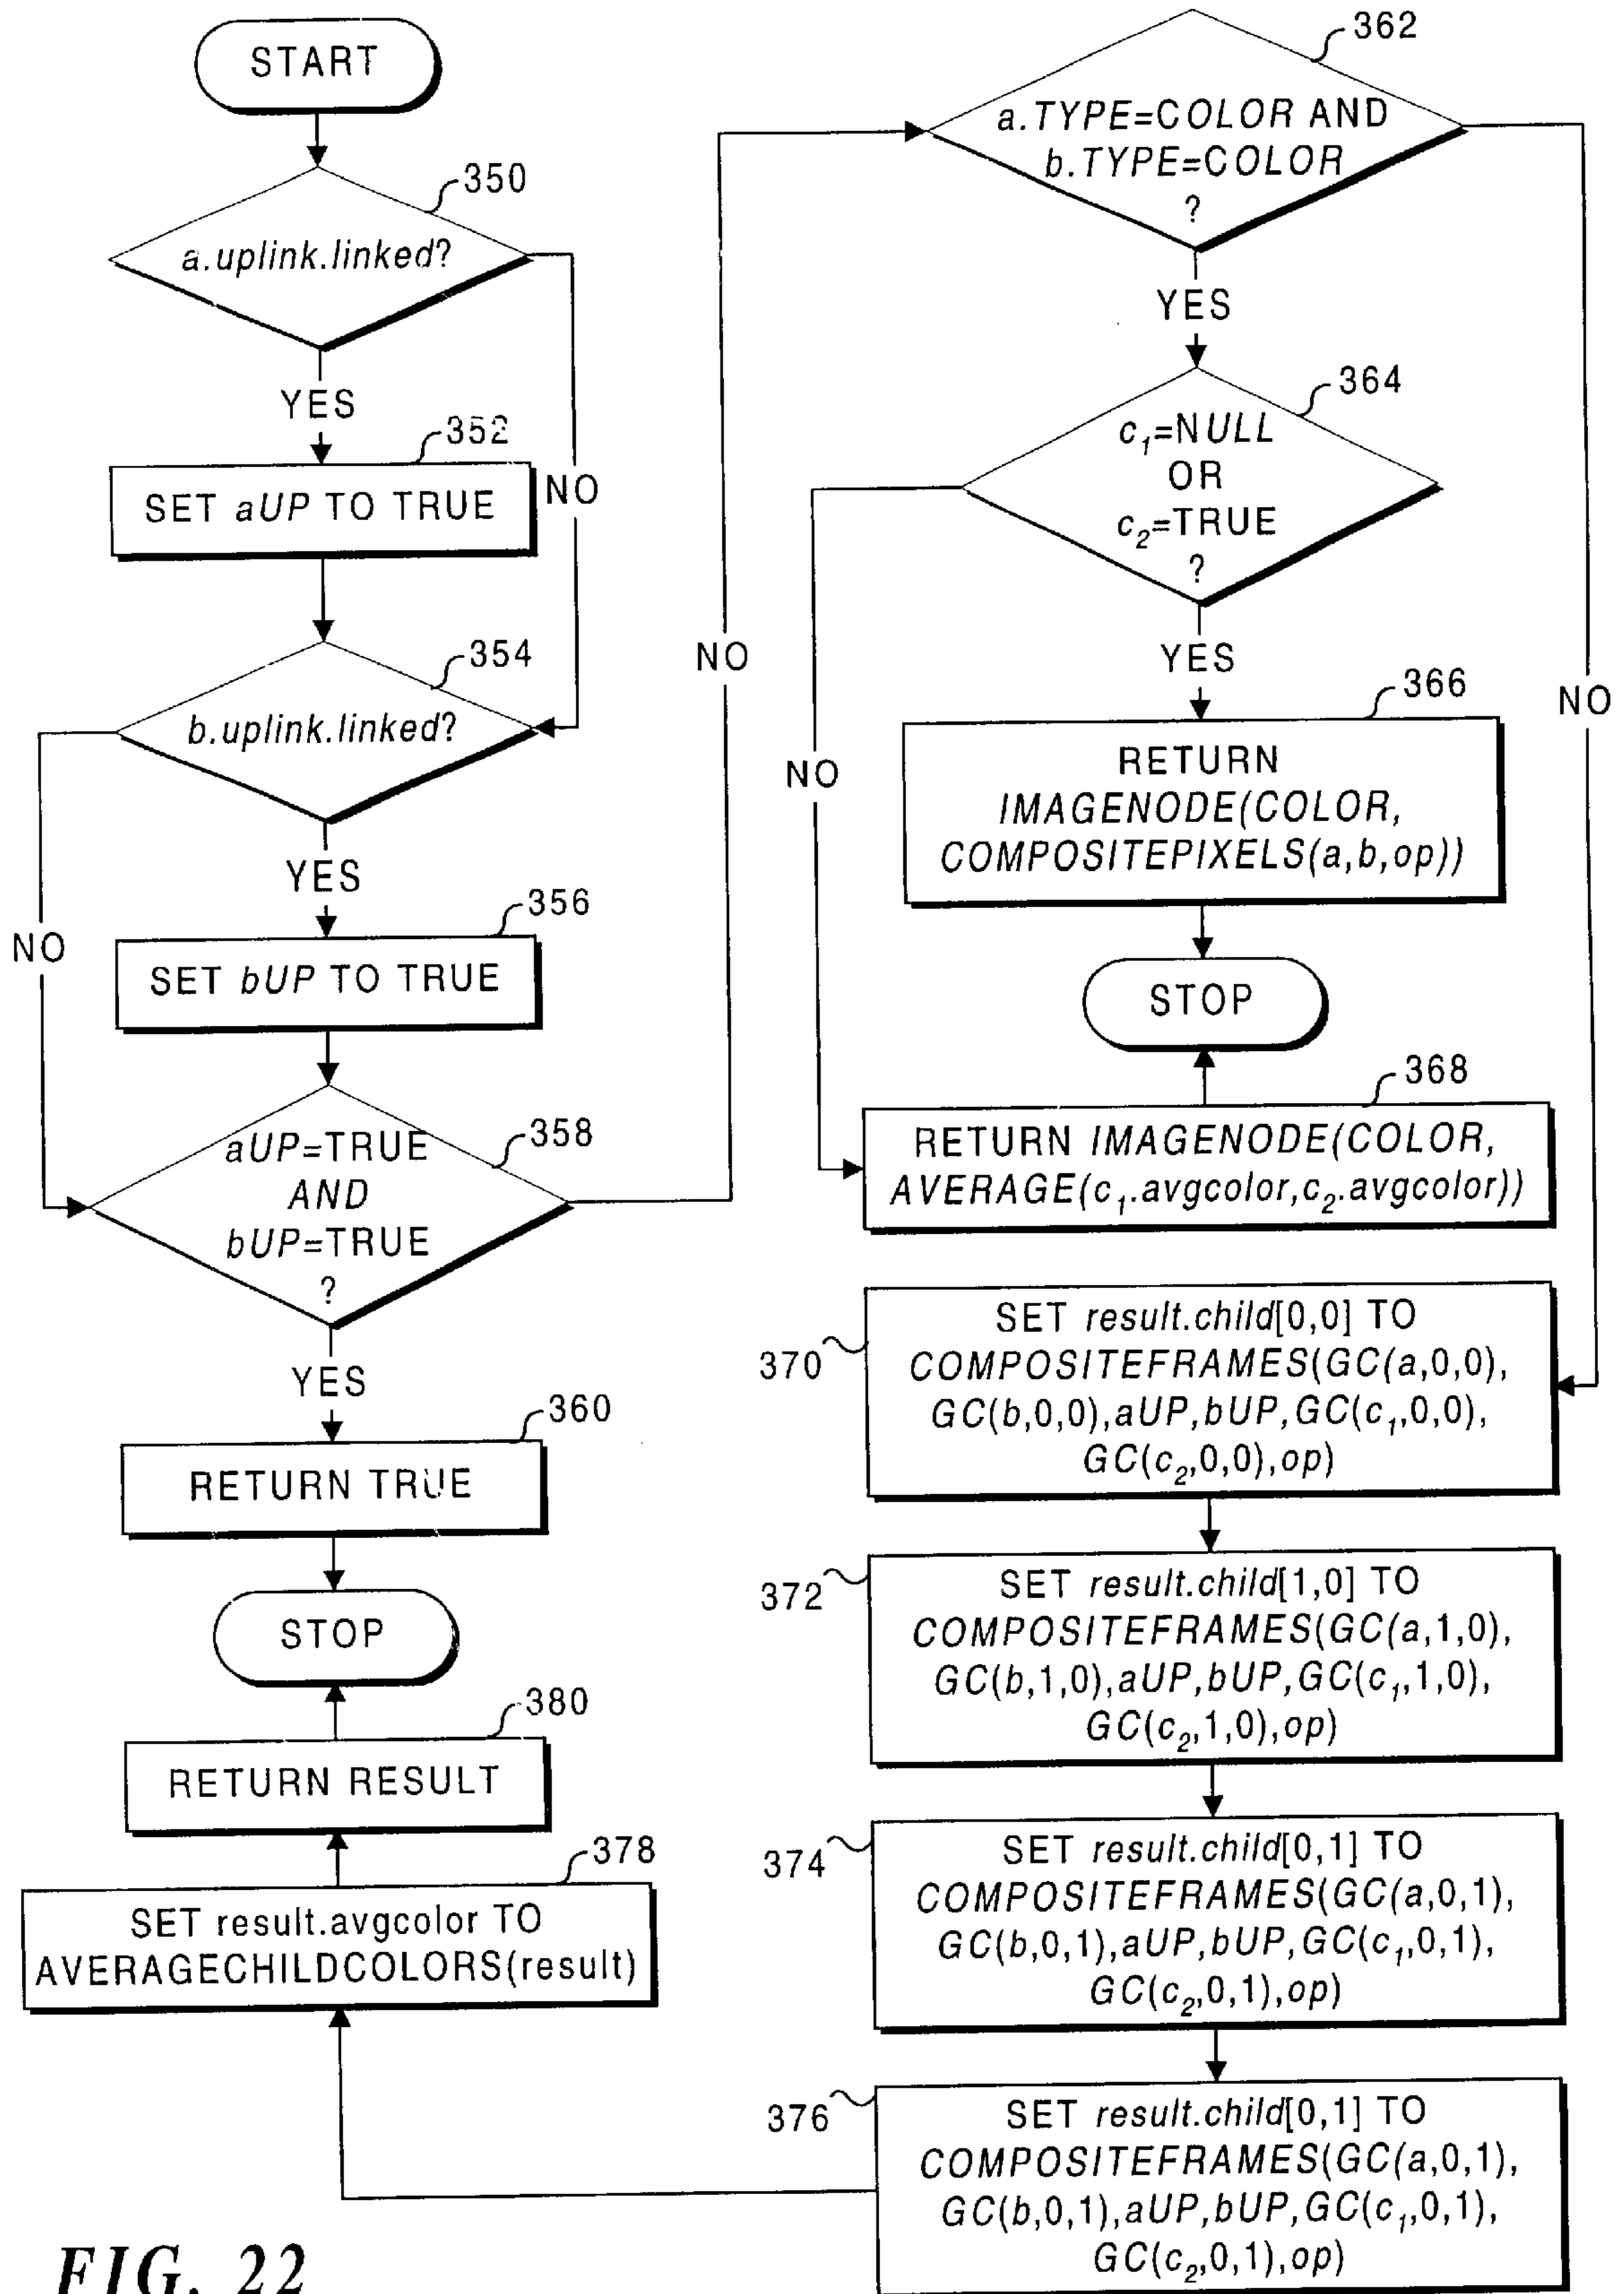 START
350
a.uplink.linked?
YES
NO
352
SET aUP TO TRUE
354
b.uplink.linked?
YES
NO
356
SET bUP TO TRUE
358
aUP=TRUE
AND
bUP=TRUE
?
YES
NO
360
RETURN TRUE
STOP
380
RETURN RESULT
378
SET result.avgcolor TO
AVERAGECHILDCOLORS(result)
362
a.TYPE=COLOR AND
b.TYPE=COLOR
?
YES
NO
364
c₁=NULL
OR
c₂=TRUE
?
YES
NO
366
RETURN
IMAGENODE(COLOR,
COMPOSITEPIXELS(a,b,op))
STOP
368
RETURN IMAGENODE(COLOR,
AVERAGE(c₁.avgcolor,c₂.avgcolor))
370
SET result.child[0,0] TO
COMPOSITEFRAMES(GC(a,0,0),
GC(b,0,0),aUP,bUP,GC(c₁,0,0),
GC(c₂,0,0),op)
372
SET result.child[1,0] TO
COMPOSITEFRAMES(GC(a,1,0),
GC(b,1,0),aUP,bUP,GC(c₁,1,0),
GC(c₂,1,0),op)
374
SET result.child[0,1] TO
COMPOSITEFRAMES(GC(a,0,1),
GC(b,0,1),aUP,bUP,GC(c₁,0,1),
GC(c₂,0,1),op)
376
SET result.child[0,1] TO
COMPOSITEFRAMES(GC(a,0,1),
GC(b,0,1),aUP,bUP,GC(c₁,0,1),
GC(c₂,0,1),op)
FIG. 22